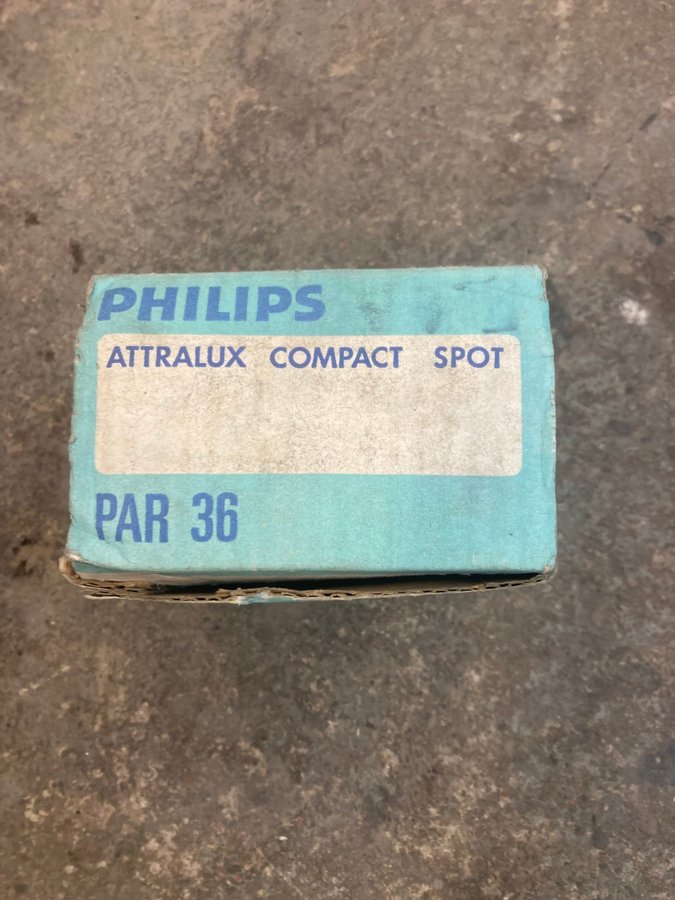 PHILIPS
ATTRALUX COMPACT SPOT
PAR 36